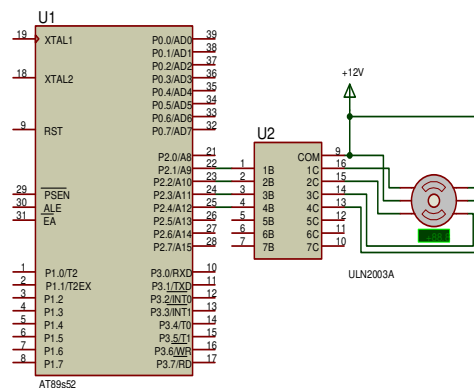 U1
19 XTAL1 P0.0/AD0 39
P0.1/AD1 38
P0.2/AD2 37
18 XTAL2 P0.3/AD3 36
P0.4/AD4 35
P0.5/AD5 34
P0.6/AD6 33
9 RST P0.7/AD7 32
P2.0/A8 21
P2.1/A9 22
P2.2/A10 23
29 PSEN P2.3/A11 24
30 ALE P2.4/A12 25
31 EA P2.5/A13 26
P2.6/A14 27
P2.7/A15 28
1 P1.0/T2 P3.0/RXD 10
2 P1.1/T2EX P3.1/TXD 11
3 P1.2 P3.2/INT0 12
4 P1.3 P3.3/INT1 13
5 P1.4 P3.4/T0 14
6 P1.5 P3.5/T1 15
7 P1.6 P3.6/WR 16
8 P1.7 P3.7/RD 17
AT89s52
U2
COM 9
1 1B 1C 16
2 2B 2C 15
3 3B 3C 14
4 4B 4C 13
5 5B 5C 12
6 6B 6C 11
7 7B 7C 10
ULN2003A
+12V